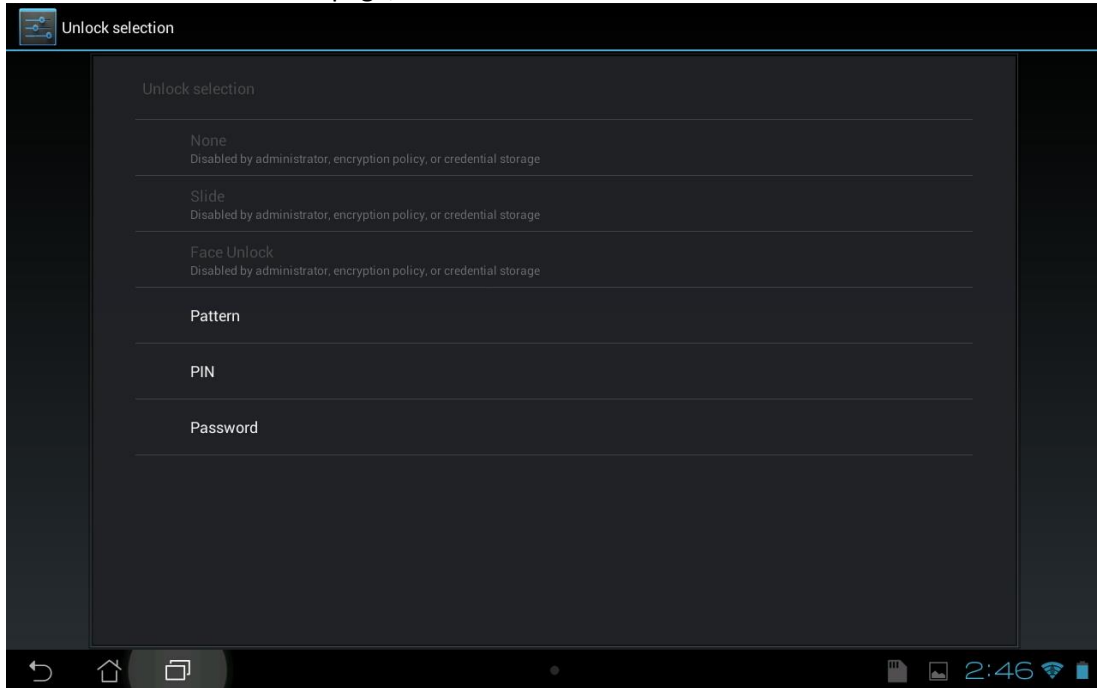 Unlock selection
Unlock selection
None
Disabled by administrator, encryption policy, or credential storage
Slide
Disabled by administrator, encryption policy, or credential storage
Face Unlock
Disabled by administrator, encryption policy, or credential storage
Pattern
PIN
Password
2:46